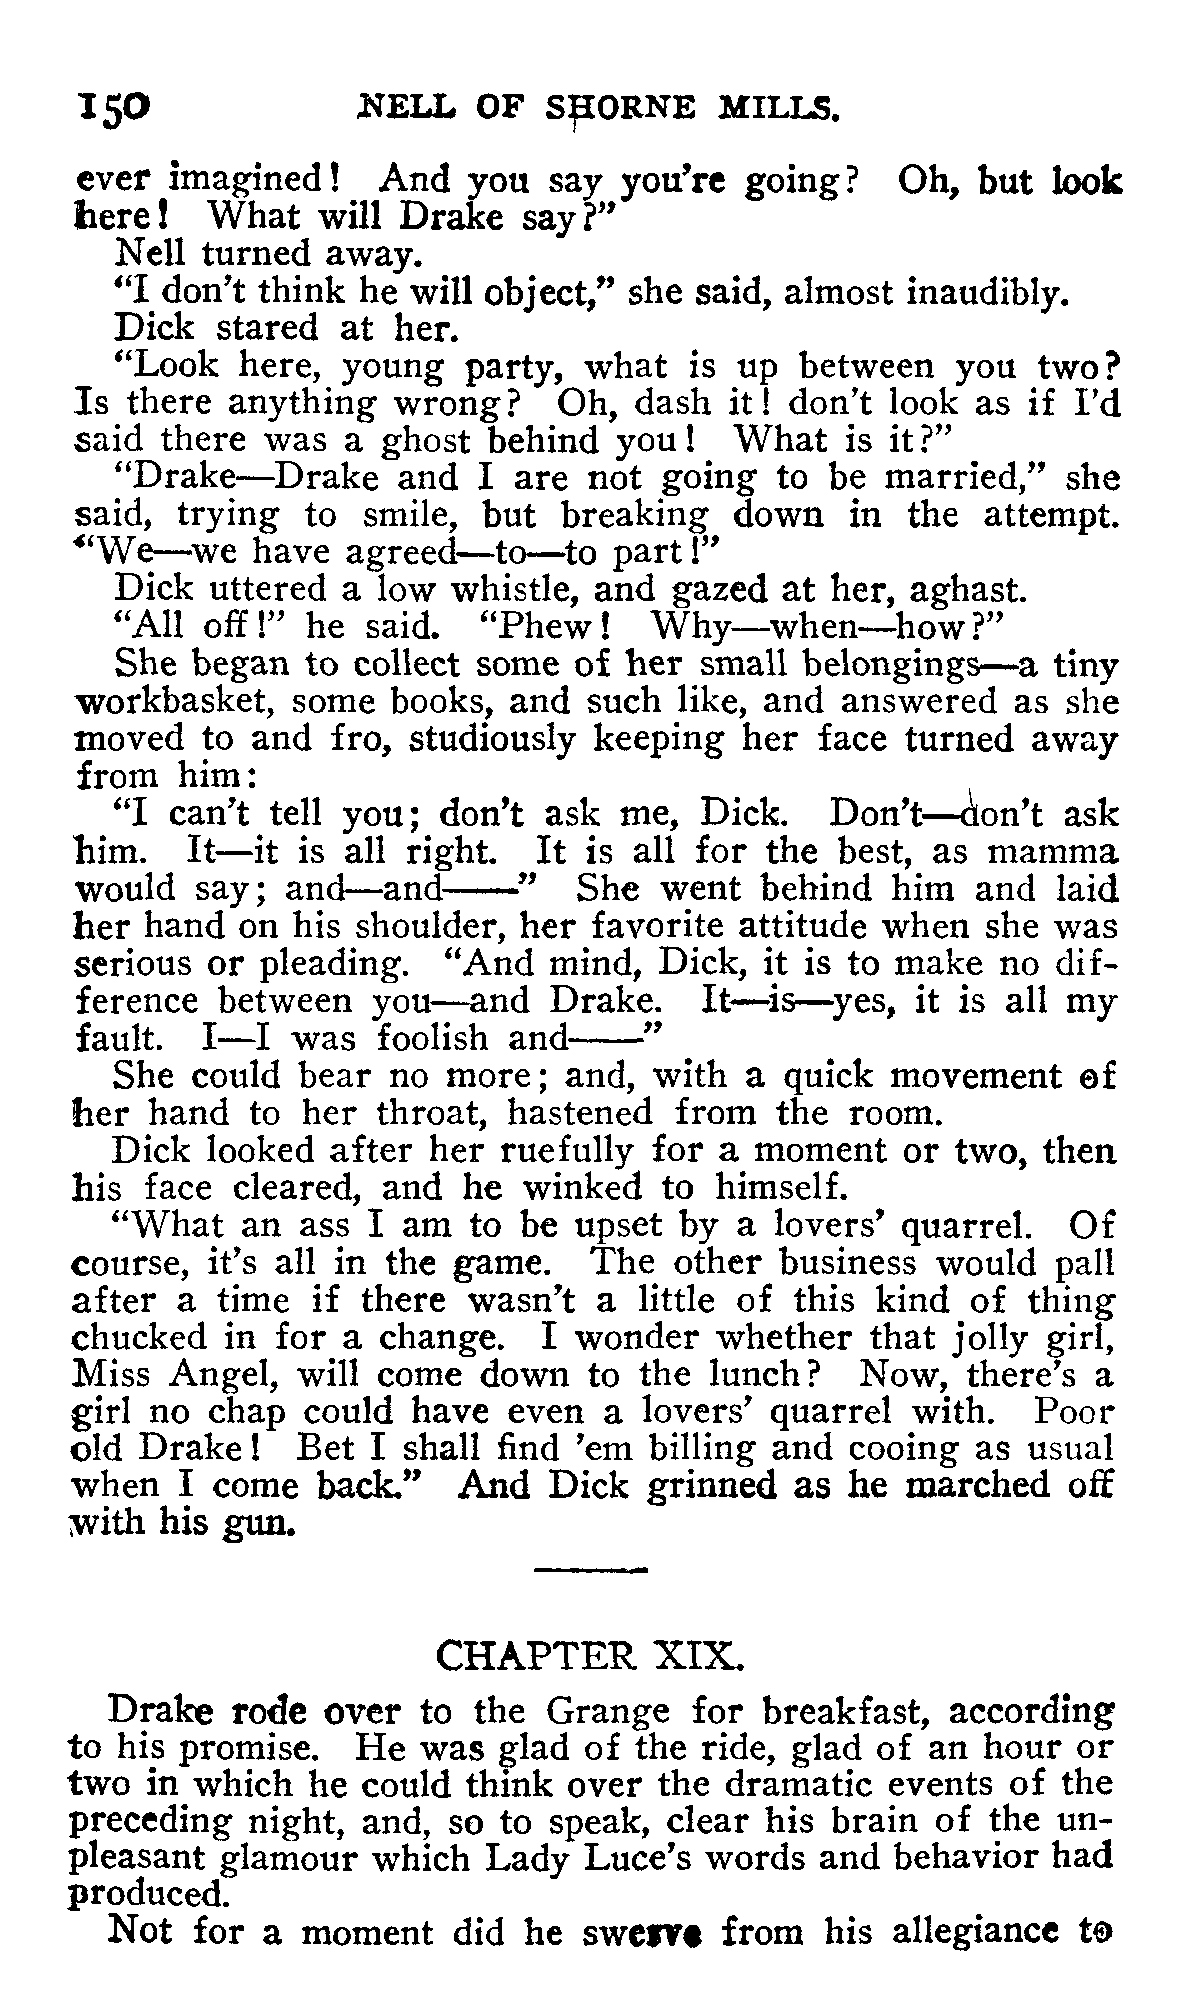 150 NELL OF SHORNE MILLS.
ever imagined! And you say you're going? Oh, but look
here! What will Drake say?"
Nell turned away.
"I don't think he will object," she said, almost inaudibly.
Dick stared at her.
"Look here, young party, what is up between you two?
Is there anything wrong? Oh, dash it! don't look as if I'd
said there was a ghost behind you! What is it?"
"Drake—Drake and I are not going to be married," she
said, trying to smile, but breaking down in the attempt.
"We—we have agreed—to—to part!"
Dick uttered a low whistle, and gazed at her, aghast.
"All off!" he said. "Phew! Why—when—how?"
She began to collect some of her small belongings—a tiny
workbasket, some books, and such like, and answered as she
moved to and fro, studiously keeping her face turned away
from him:
"I can't tell you; don't ask me, Dick. Don't—don't ask
him. It—it is all right. It is all for the best, as mamma
would say; and—and——" She went behind him and laid
her hand on his shoulder, her favorite attitude when she was
serious or pleading. "And mind, Dick, it is to make no dif-
ference between you—and Drake. It—is—yes, it is all my
fault. I—I was foolish and——"
She could bear no more; and, with a quick movement of
her hand to her throat, hastened from the room.
Dick looked after her ruefully for a moment or two, then
his face cleared, and he winked to himself.
"What an ass I am to be upset by a lovers' quarrel. Of
course, it's all in the game. The other business would pall
after a time if there wasn't a little of this kind of thing
chucked in for a change. I wonder whether that jolly girl,
Miss Angel, will come down to the lunch? Now, there's a
girl no chap could have even a lovers' quarrel with. Poor
old Drake! Bet I shall find 'em billing and cooing as usual
when I come back." And Dick grinned as he marched off
with his gun.
CHAPTER XIX.
Drake rode over to the Grange for breakfast, according
to his promise. He was glad of the ride, glad of an hour or
two in which he could think over the dramatic events of the
preceding night, and, so to speak, clear his brain of the un-
pleasant glamour which Lady Luce's words and behavior had
produced.
Not for a moment did he swerve from his allegiance to